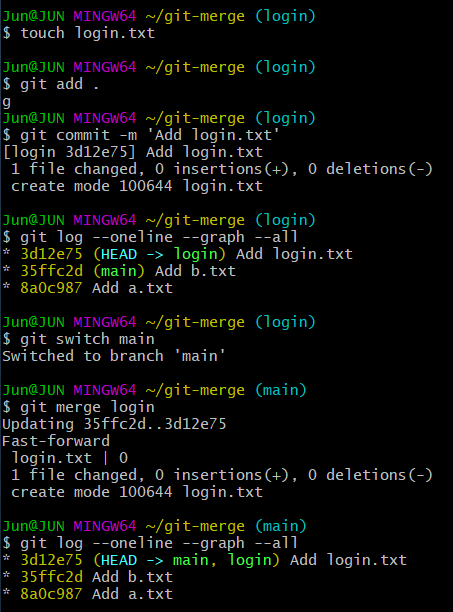 Jun@JUN MINGW64 ~/git-merge (login)
$ touch login.txt
Jun@JUN MINGW64 ~/git-merge (login)
$ git add .
g
Jun@JUN MINGW64 ~/git-merge (login)
$ git commit -m 'Add login.txt'
[login 3d12e75] Add login.txt
 1 file changed, 0 insertions(+), 0 deletions(-)
 create mode 100644 login.txt
Jun@JUN MINGW64 ~/git-merge (login)
$ git log --oneline --graph --all
* 3d12e75 (HEAD -> login) Add login.txt
* 35ffc2d (main) Add b.txt
* 8a0c987 Add a.txt
Jun@JUN MINGW64 ~/git-merge (login)
$ git switch main
Switched to branch 'main'
Jun@JUN MINGW64 ~/git-merge (main)
$ git merge login
Updating 35ffc2d..3d12e75
Fast-forward
 login.txt | 0
 1 file changed, 0 insertions(+), 0 deletions(-)
 create mode 100644 login.txt
Jun@JUN MINGW64 ~/git-merge (main)
$ git log --oneline --graph --all
* 3d12e75 (HEAD -> main, login) Add login.txt
* 35ffc2d Add b.txt
* 8a0c987 Add a.txt